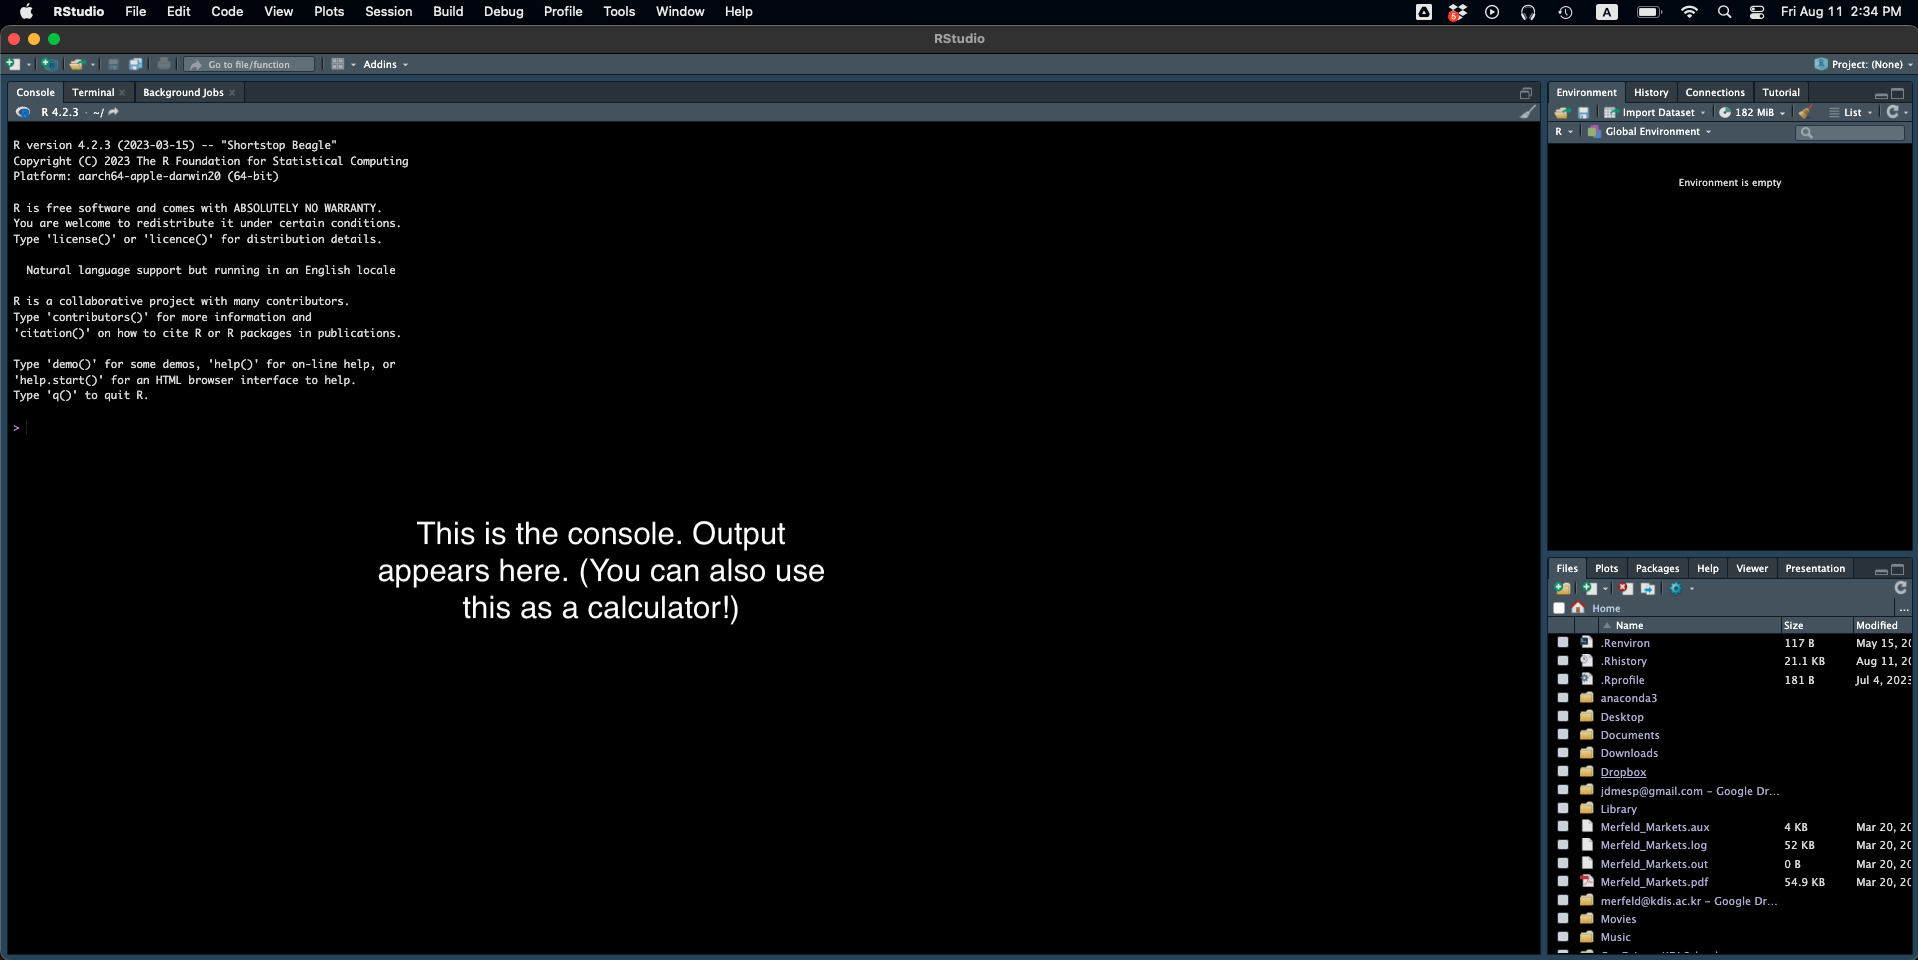 RStudio File Edit Code View Plots Session Build Debug Profile Tools Window Help
5 A Fri Aug 11 2:34 PM
RStudio
Go to file/function Addins Project: (None)
Console Terminal Background Jobs
R 4.2.3 · ~/
R version 4.2.3 (2023-03-15) -- "Shortstop Beagle"
Copyright (C) 2023 The R Foundation for Statistical Computing
Platform: aarch64-apple-darwin20 (64-bit)
R is free software and comes with ABSOLUTELY NO WARRANTY.
You are welcome to redistribute it under certain conditions.
Type 'license()' or 'licence()' for distribution details.
Natural language support but running in an English locale
R is a collaborative project with many contributors.
Type 'contributors()' for more information and
'citation()' on how to cite R or R packages in publications.
Type 'demo()' for some demos, 'help()' for on-line help, or
'help.start()' for an HTML browser interface to help.
Type 'q()' to quit R.
>
This is the console. Output
appears here. (You can also use
this as a calculator!)
Environment History Connections Tutorial
Import Dataset 182 MiB List
R Global Environment
Environment is empty
Files Plots Packages Help Viewer Presentation
Home ...
Name Size Modified
.Renviron 117 B May 15, 20
.Rhistory 21.1 KB Aug 11, 20
.Rprofile 181 B Jul 4, 2023
anaconda3
Desktop
Documents
Downloads
Dropbox
jdmesp@gmail.com - Google Dr...
Library
Merfeld_Markets.aux 4 KB Mar 20, 20
Merfeld_Markets.log 52 KB Mar 20, 20
Merfeld_Markets.out 0 B Mar 20, 20
Merfeld_Markets.pdf 54.9 KB Mar 20, 20
merfeld@kdis.ac.kr - Google Dr...
Movies
Music